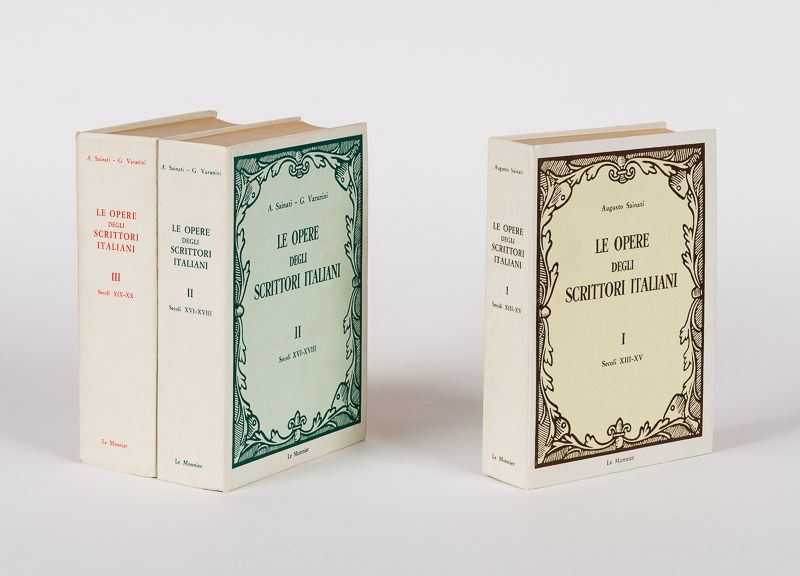 A. Sainati - G. Varanini
LE OPERE
DEGLI
SCRITTORI
ITALIANI
III
Secoli XIX-XX
Le Monnier
A. Sainati - G. Varanini
LE OPERE
DEGLI
SCRITTORI
ITALIANI
II
Secoli XVI-XVIII
Le Monnier
A. Sainati - G. Varanini
LE OPERE
DEGLI
SCRITTORI ITALIANI
II
Secoli XVI-XVIII
Le Monnier
Augusto Sainati
LE OPERE
DEGLI
SCRITTORI
ITALIANI
I
Secoli XIII-XV
Le Monnier
Augusto Sainati
LE OPERE
DEGLI
SCRITTORI ITALIANI
I
Secoli XIII-XV
Le Monnier